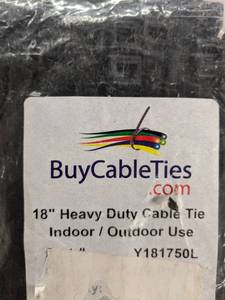 BuyCableTies
.com
18" Heavy Duty Cable Tie
Indoor / Outdoor Use
Y181750L